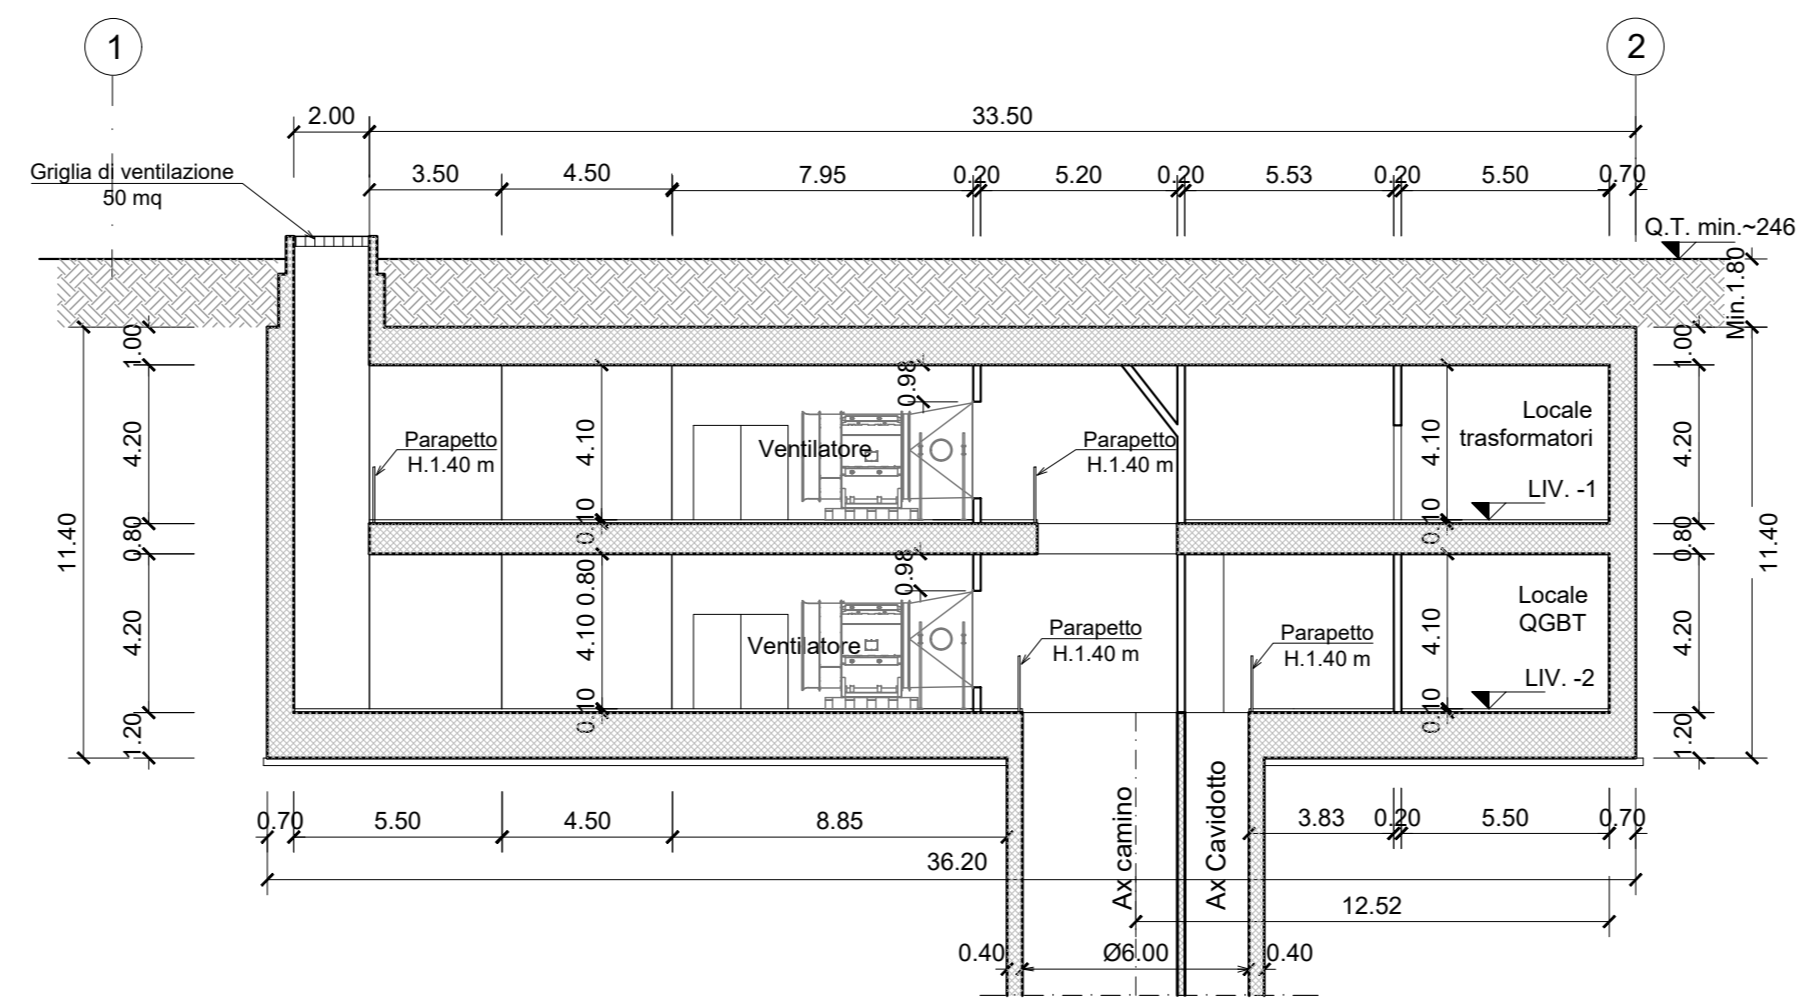 1
2
2.00
33.50
Griglia di ventilazione
50 mq
3.50
4.50
7.95
0.20
5.20
0.20
5.53
0.20
5.50
0.70
Q.T. min.~246
Min.1.80
1.00
1.00
0.98
4.20
Parapetto
H.1.40 m
4.10
Ventilatore
Parapetto
H.1.40 m
4.10
Locale
trasformatori
4.20
LIV. -1
0.10
0.10
11.40
0.80
0.80
11.40
0.98
0.80
4.20
4.10
Ventilatore
Parapetto
H.1.40 m
Parapetto
H.1.40 m
4.10
Locale
QGBT
4.20
LIV. -2
0.10
0.10
1.20
1.20
0.70
5.50
4.50
8.85
Ax camino
Ax Cavidotto
3.83
0.20
5.50
0.70
36.20
12.52
0.40
Ø6.00
0.40